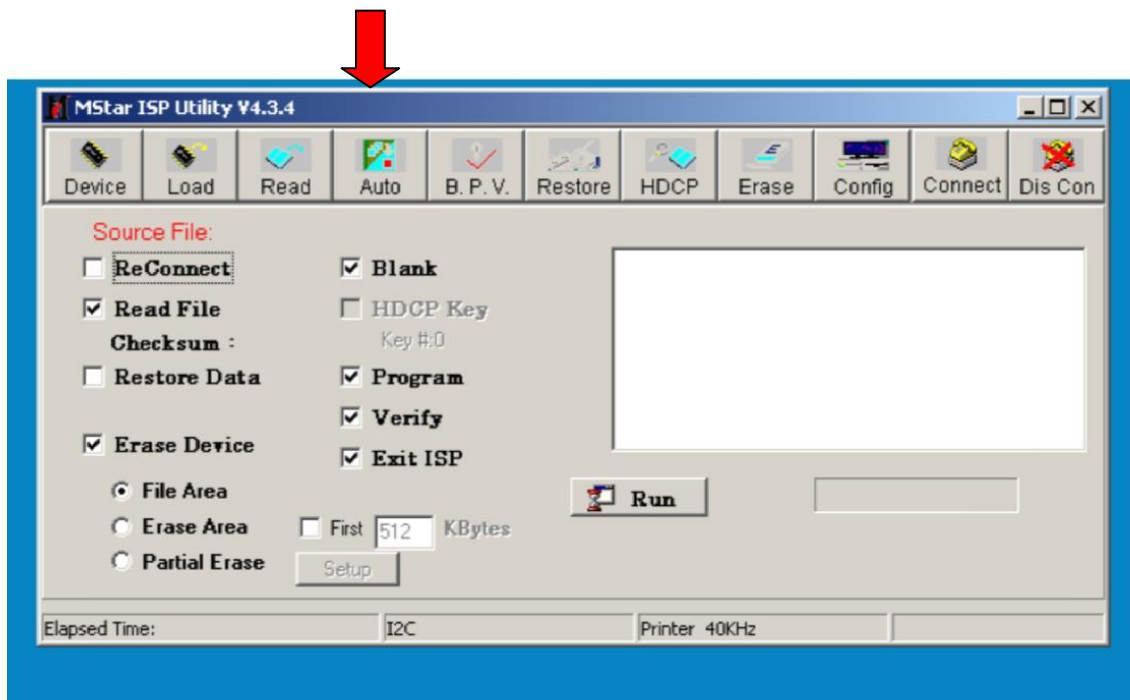 MStar ISP Utility V4.3.4
Device Load Read Auto B. P. V. Restore HDCP Erase Config Connect Dis Con
Source File:
ReConnect Blank
Read File HDCP Key
Checksum : Key #:0
Restore Data Program
Verify
Erase Device Exit ISP
File Area Run
Erase Area First 512 KBytes
Partial Erase Setup
Elapsed Time: I2C Printer 40KHz